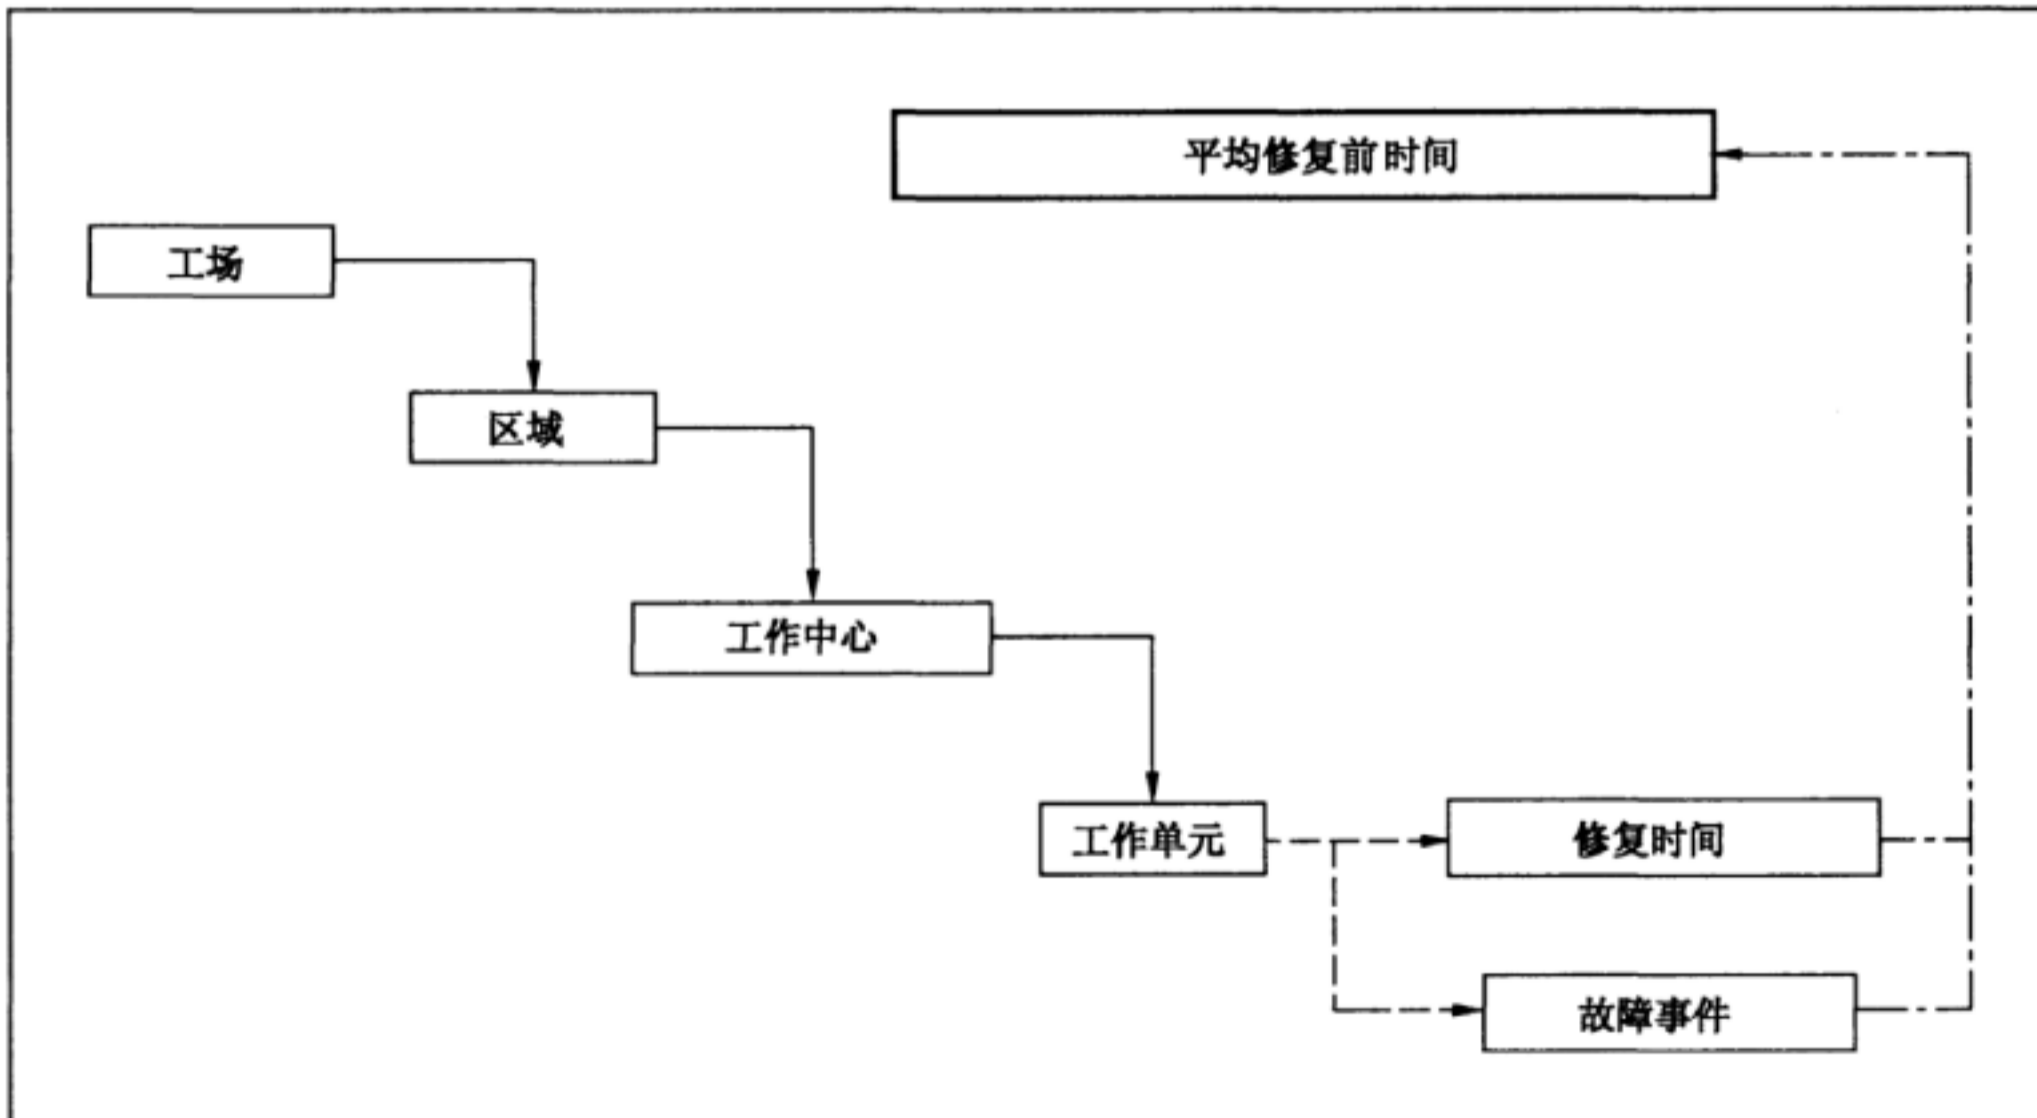 平均修复前时间
工场
区域
工作中心
工作单元
修复时间
故障事件